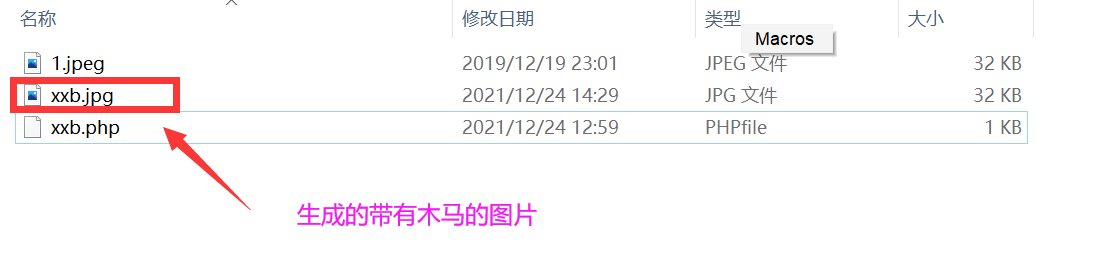 名称 修改日期 类型 大小
Macros
1.jpeg 2019/12/19 23:01 JPEG 文件 32 KB
xxb.jpg 2021/12/24 14:29 JPG 文件 32 KB
xxb.php 2021/12/24 12:59 PHPfile 1 KB
生成的带有木马的图片